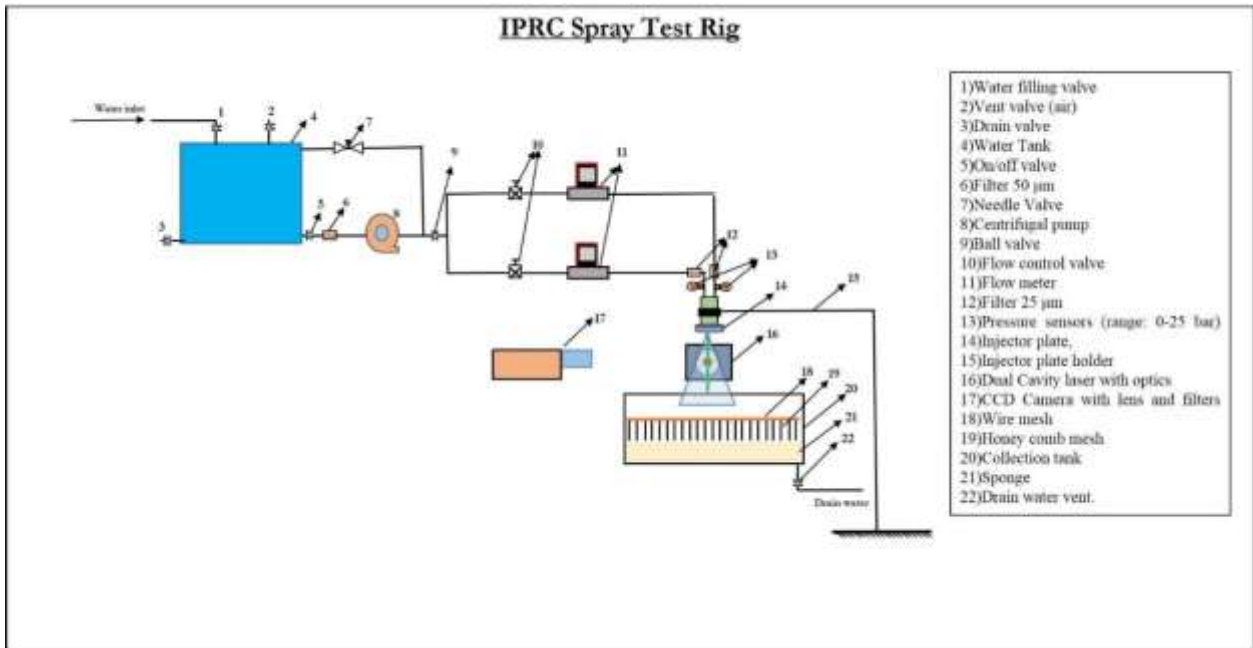 IPRC Spray Test Rig
Water inlet
1
2
4
7
3
5
6
8
9
10
11
12
13
14
15
16
17
18
19
20
21
22
Drain water
1)Water filling valve
2)Vent valve (air)
3)Drain valve
4)Water Tank
5)On/off valve
6)Filter 50 μm
7)Needle Valve
8)Centrifugal pump
9)Ball valve
10)Flow control valve
11)Flow meter
12)Filter 25 μm
13)Pressure sensors (range: 0-25 bar)
14)Injector plate,
15)Injector plate holder
16)Dual Cavity laser with optics
17)CCD Camera with lens and filters
18)Wire mesh
19)Honey comb mesh
20)Collection tank
21)Sponge
22)Drain water vent.